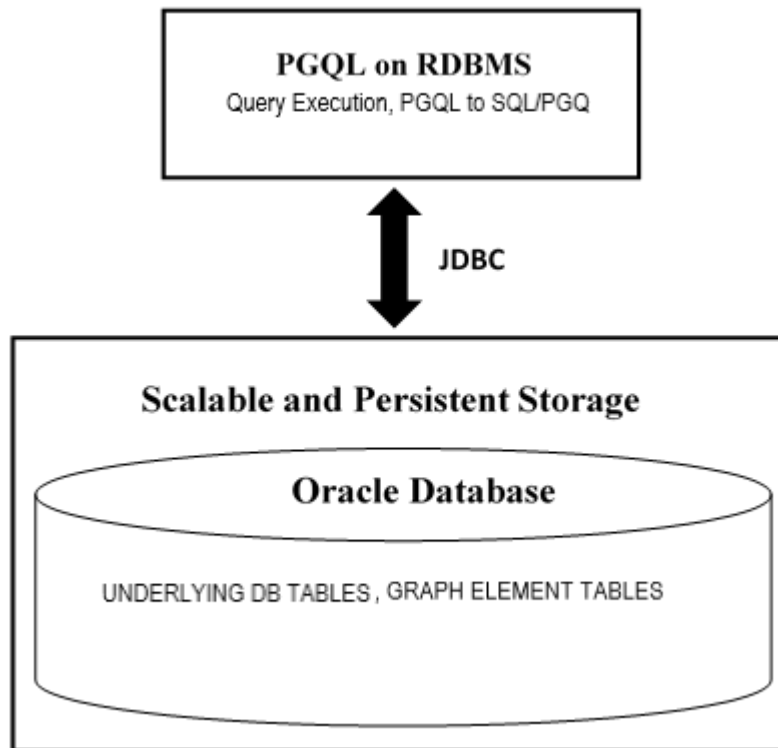 PGQL on RDBMS
Query Execution, PGQL to SQL/PGQ
JDBC
Scalable and Persistent Storage
Oracle Database
UNDERLYING DB TABLES, GRAPH ELEMENT TABLES